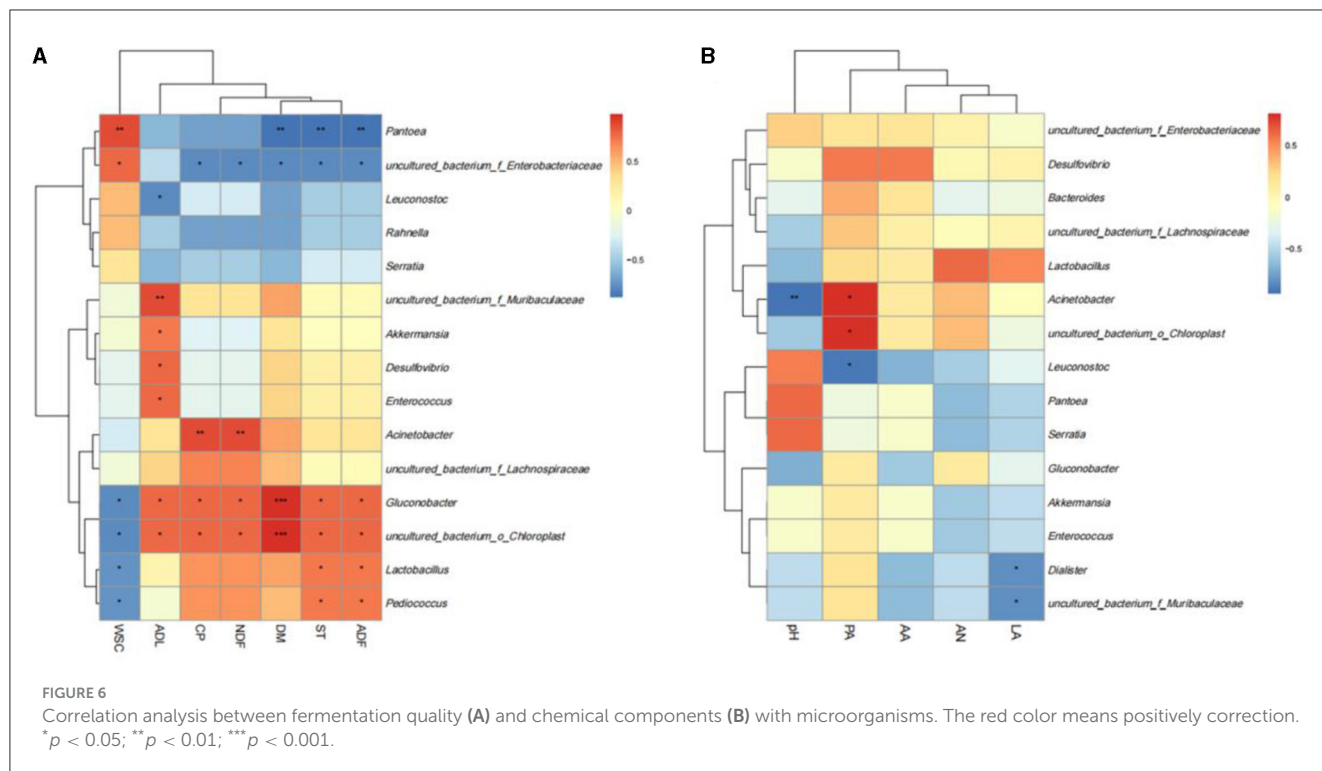 A
**
**
**
**
Pantoea
*
*
*
*
*
*
uncultured_bacterium_f_Enterobacteriaceae
*
Leuconostoc
Rahnella
Serratia
**
uncultured_bacterium_f_Muribaculaceae
*
Akkermansia
*
Desulfovibrio
*
Enterococcus
**
**
Acinetobacter
uncultured_bacterium_f_Lachnospiraceae
*
*
*
*
***
*
*
Gluconobacter
*
*
*
*
***
*
*
uncultured_bacterium_o_Chloroplast
*
*
*
Lactobacillus
*
*
*
Pediococcus
WSC
ADL
CP
NDF
DM
ST
ADF
0.5
0
−0.5
B
uncultured_bacterium_f_Enterobacteriaceae
Desulfovibrio
Bacteroides
uncultured_bacterium_f_Lachnospiraceae
Lactobacillus
**
*
Acinetobacter
*
uncultured_bacterium_o_Chloroplast
*
Leuconostoc
Pantoea
Serratia
Gluconobacter
Akkermansia
Enterococcus
*
Dialister
*
uncultured_bacterium_f_Muribaculaceae
pH
PA
AA
AN
LA
0.5
0
−0.5
FIGURE 6
Correlation analysis between fermentation quality (A) and chemical components (B) with microorganisms. The red color means positively correction.
*p < 0.05; **p < 0.01; ***p < 0.001.